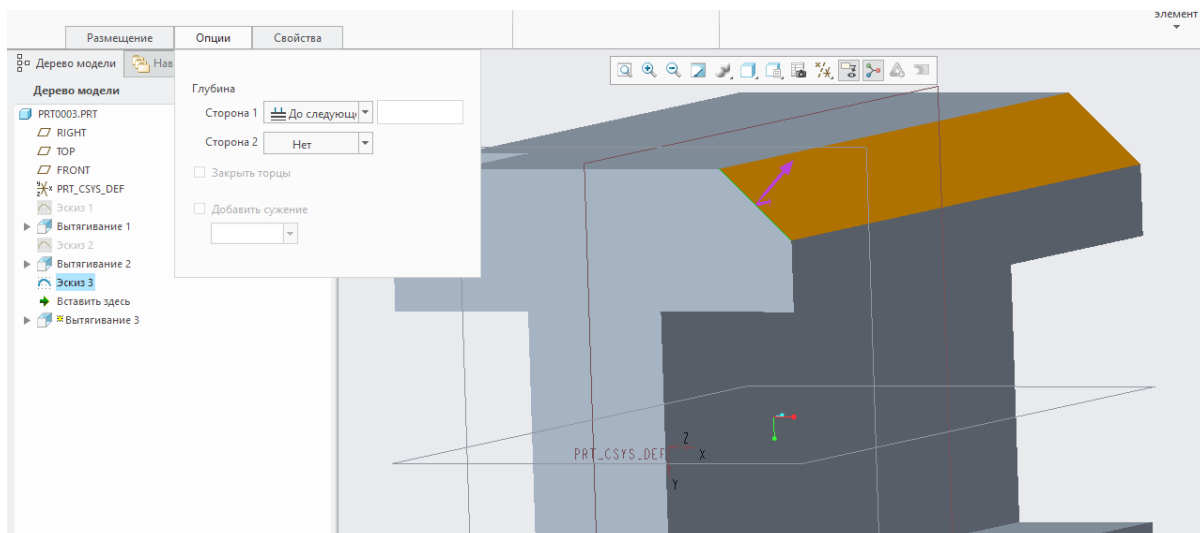 элемент
Размещение Опции Свойства
Дерево модели Нав
Дерево модели
PRT0003.PRT
RIGHT
TOP
FRONT
PRT_CSYS_DEF
Эскиз 1
Вытягивание 1
Эскиз 2
Вытягивание 2
Эскиз 3
Вставить здесь
Вытягивание 3
Глубина
Сторона 1 До следующ
Сторона 2 Нет
Закрыть торцы
Добавить сужение
PRT_CSYS_DEF
Z
X
Y